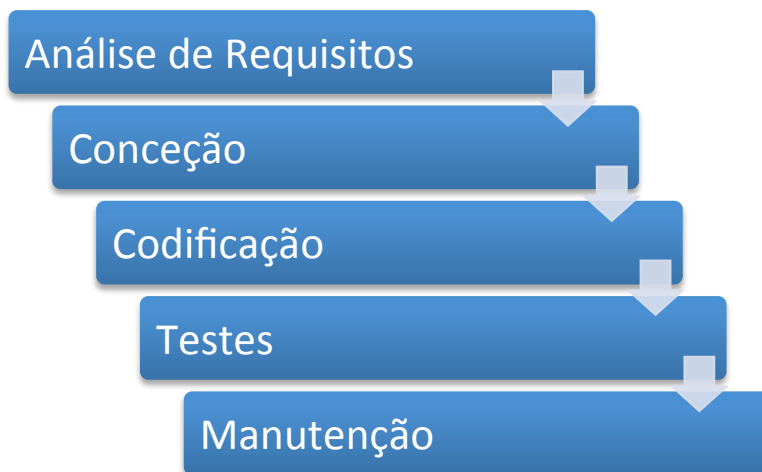 Análise de Requisitos
Conceção
Codificação
Testes
Manutenção